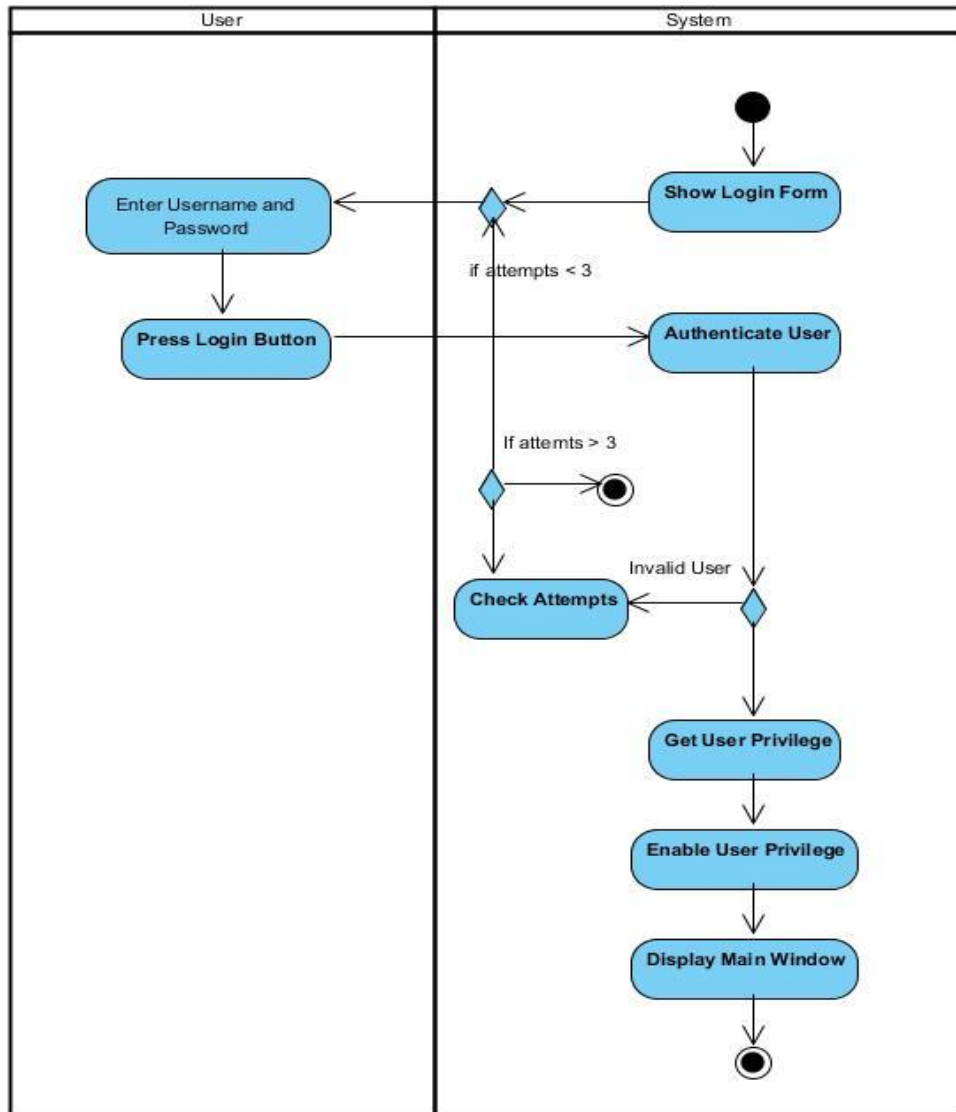 User
System
Show Login Form
Enter Username and
Password
if attempts < 3
Press Login Button
Authenticate User
If attemts > 3
Invalid User
Check Attempts
Get User Privilege
Enable User Privilege
Display Main Window